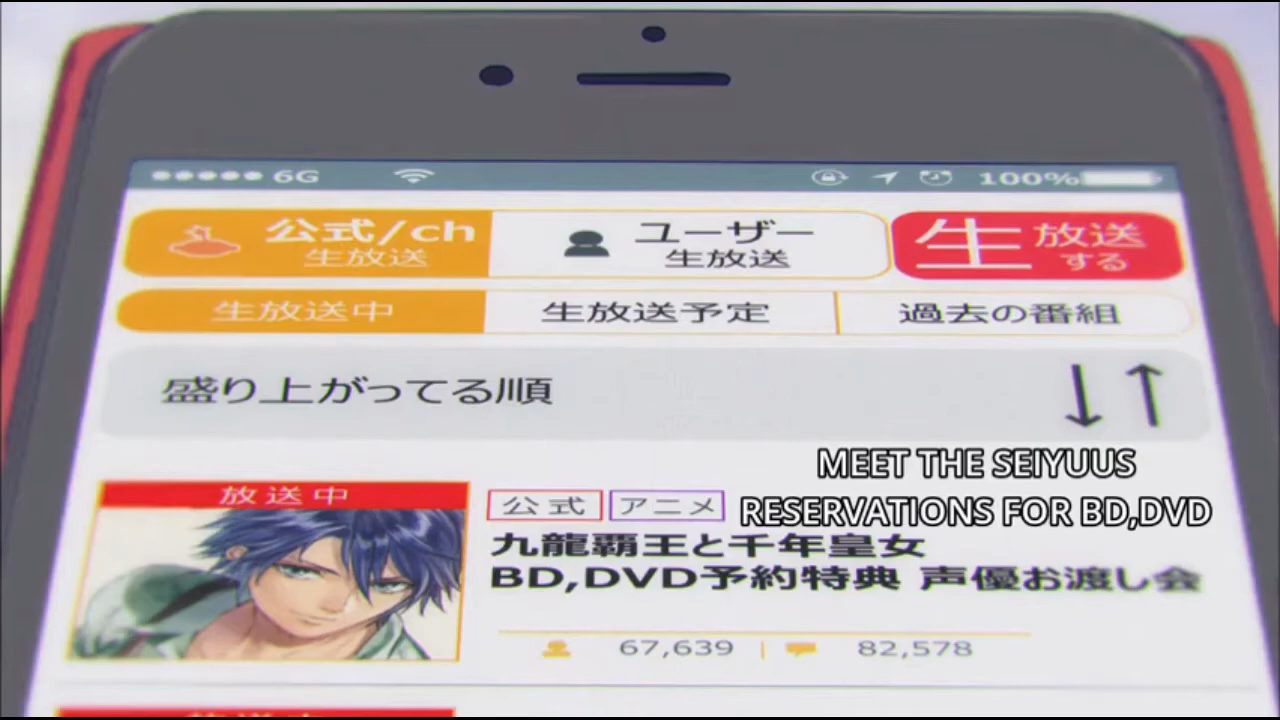 6G 100%
公式/ch
生放送
ユーザー
生放送
生放送する
生放送中 生放送予定 過去の番組
盛り上がってる順
MEET THE SEIYUUS
RESERVATIONS FOR BD,DVD
放送中
公式 アニメ
九龍覇王と千年皇女
BD,DVD予約特典 声優お渡し会
67,639 82,578